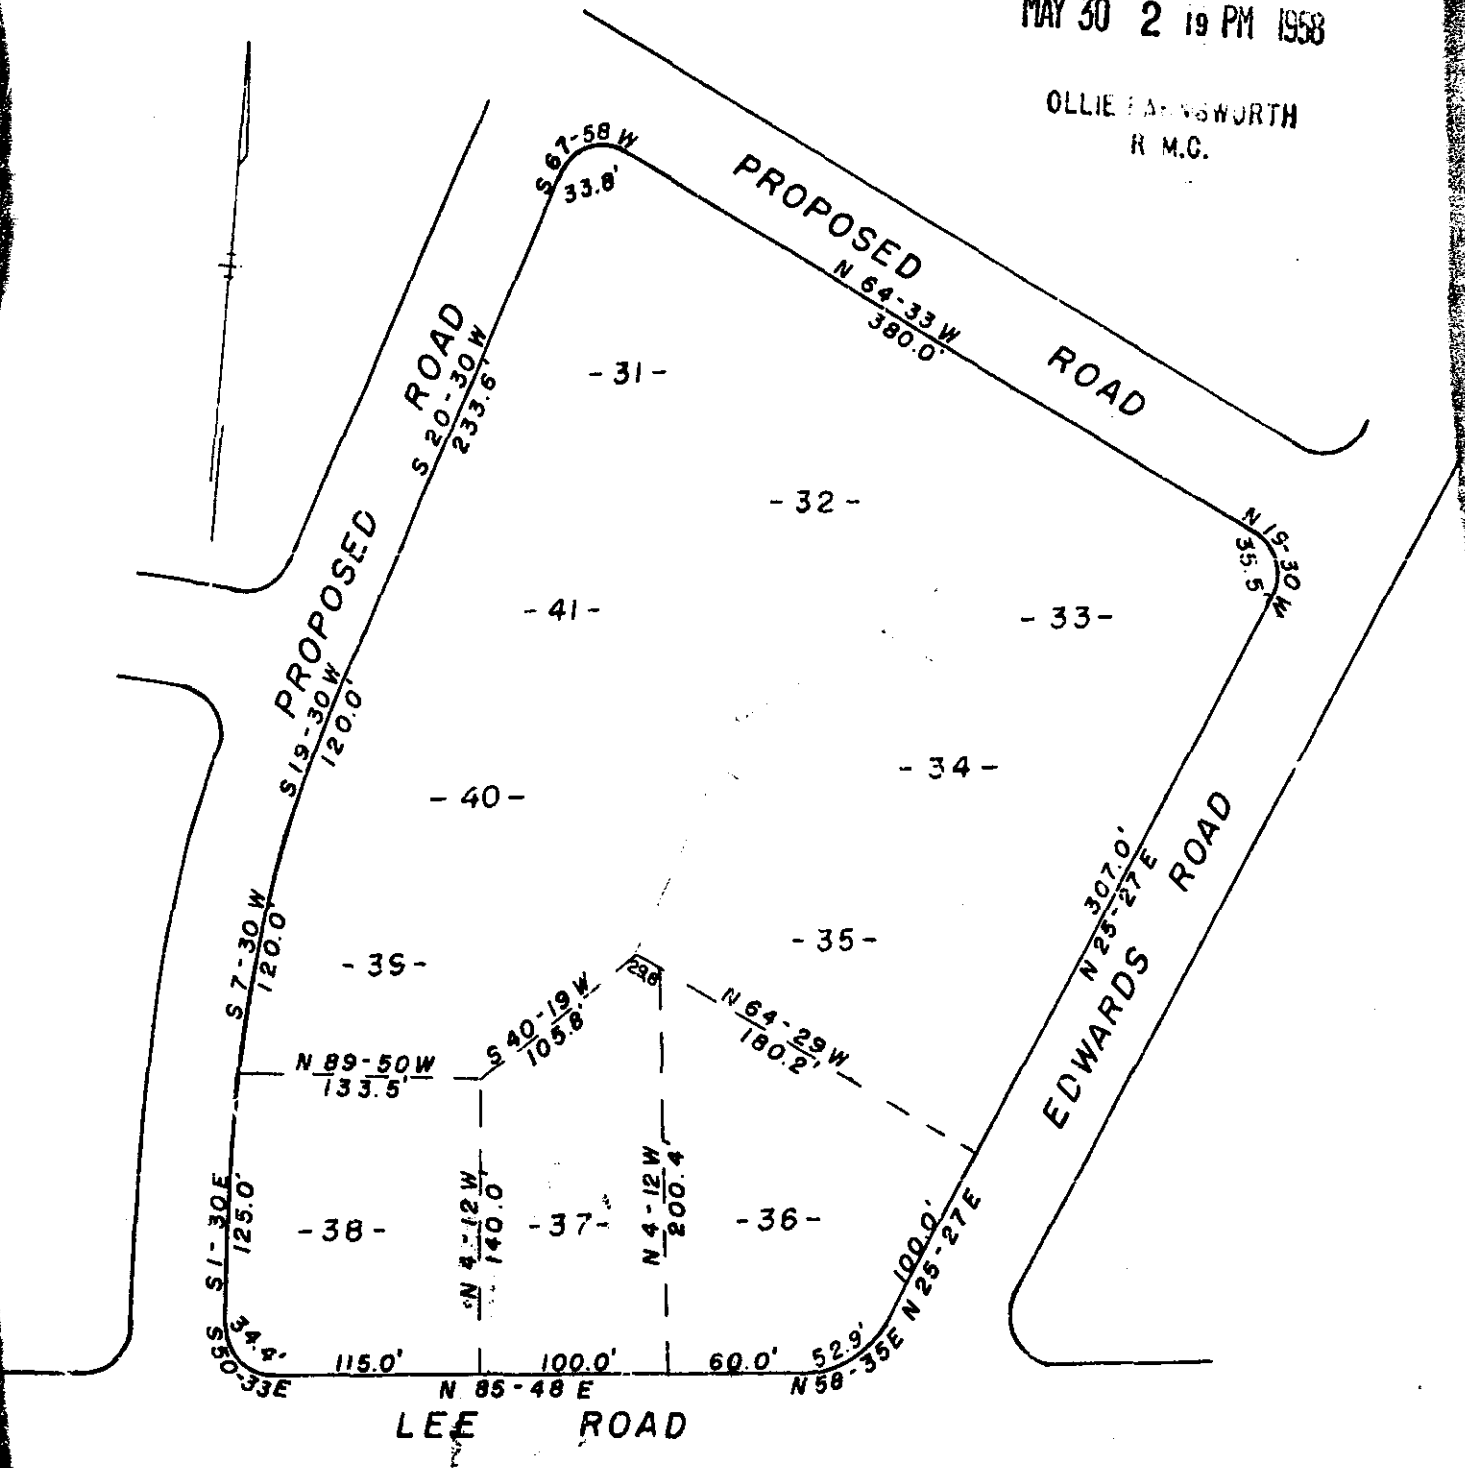 MAY 30 2 19 PM 1958
OLLIE
R. M.C.
S 67-58 W
33.8'
PROPOSED ROAD
N 64-33 W
380.0'
PROPOSED ROAD
S 20-30 W
233.6'
-31-
-32-
N 19-30 W
35.5'
-41-
-33-
S 19-30 W
120.0'
-34-
-40-
307.0'
N 25-27 E
EDWARDS ROAD
S 7-30 W
120.0'
-39-
-35-
29.8
S 40-19 W
105.8'
N 64-29 W
180.2'
N 89-50 W
133.5'
S 1-30 E
125.0'
-38-
N 4-12 W
140.0'
-37-
N 4-12 W
200.4'
-36-
100.0'
N 25-27 E
34.4'
S 50-33 E
115.0'
100.0'
60.0'
52.9'
N 58-35 E
N 85-48 E
LEE ROAD